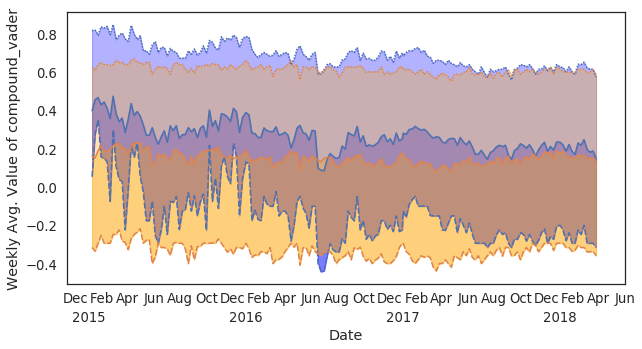 Weekly Avg. Value of compound_vader
0.8
0.6
0.4
0.2
0.0
−0.2
−0.4
Dec Feb Apr Jun Aug Oct Dec Feb Apr Jun Aug Oct Dec Feb Apr Jun Aug Oct Dec Feb Apr Jun
2015 2016 2017 2018
Date